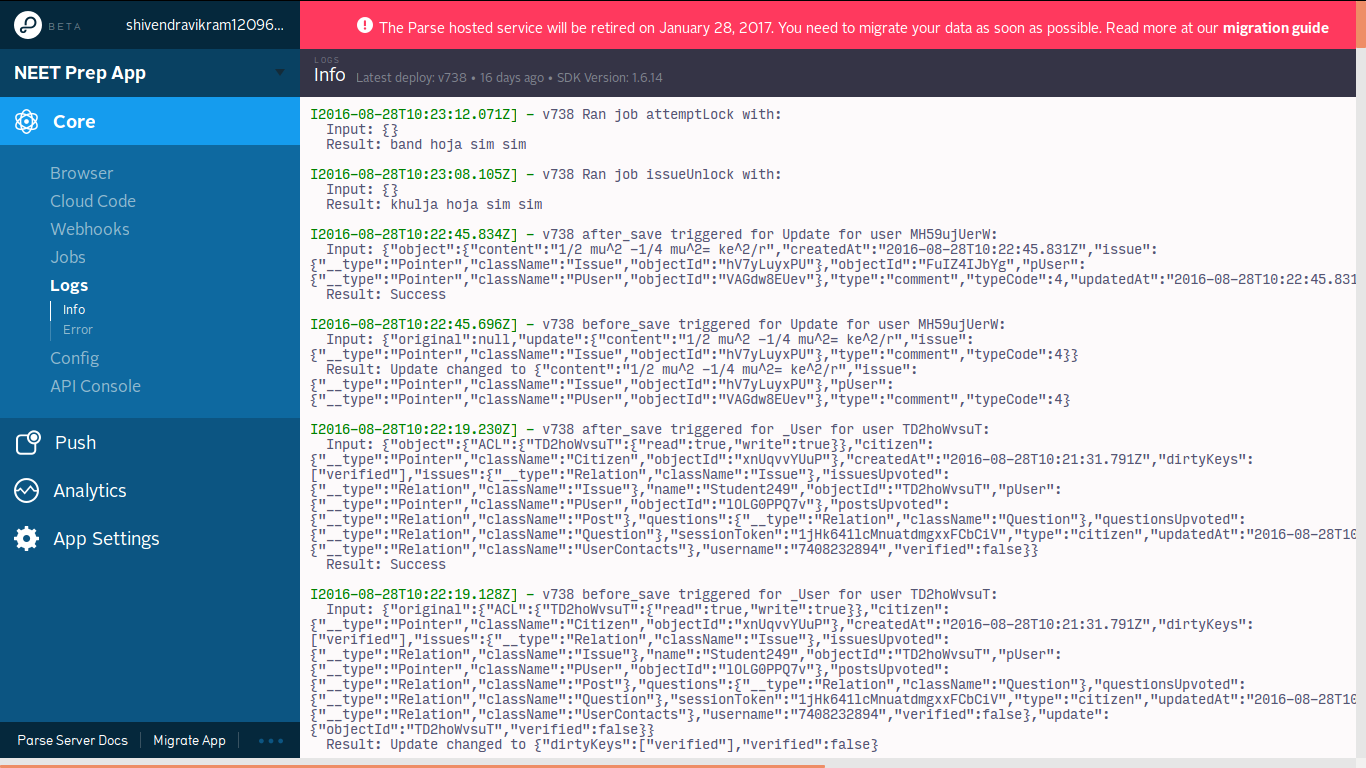 BETA
shivendravikram12096...
The Parse hosted service will be retired on January 28, 2017. You need to migrate your data as soon as possible. Read more at our migration guide
NEET Prep App
LOGS
Info
Latest deploy: v738 • 16 days ago • SDK Version: 1.6.14
Core
Browser
Cloud Code
Webhooks
Jobs
Logs
Info
Error
Config
API Console
Push
Analytics
App Settings
Parse Server Docs
Migrate App
I2016-08-28T10:23:12.071Z] - v738 Ran job attemptLock with:
Input: {}
Result: band hoja sim sim
I2016-08-28T10:23:08.105Z] - v738 Ran job issueUnlock with:
Input: {}
Result: khulja hoja sim sim
I2016-08-28T10:22:45.834Z] - v738 after_save triggered for Update for user MH59ujUerW:
Input: {"object":{"content":"1/2 mu^2 -1/4 mu^2= ke^2/r","createdAt":"2016-08-28T10:22:45.831Z","issue":
{"__type":"Pointer","className":"Issue","objectId":"hV7yLuyxPU"},"objectId":"FuIZ4IJbYg","pUser":
{"__type":"Pointer","className":"PUser","objectId":"VAGdw8EUev"},"type":"comment","typeCode":4,"updatedAt":"2016-08-28T10:22:45.831
Result: Success
I2016-08-28T10:22:45.696Z] - v738 before_save triggered for Update for user MH59ujUerW:
Input: {"original":null,"update":{"content":"1/2 mu^2 -1/4 mu^2= ke^2/r","issue":
{"__type":"Pointer","className":"Issue","objectId":"hV7yLuyxPU"},"type":"comment","typeCode":4}}
Result: Update changed to {"content":"1/2 mu^2 -1/4 mu^2= ke^2/r","issue":
{"__type":"Pointer","className":"Issue","objectId":"hV7yLuyxPU"},"pUser":
{"__type":"Pointer","className":"PUser","objectId":"VAGdw8EUev"},"type":"comment","typeCode":4}
I2016-08-28T10:22:19.230Z] - v738 after_save triggered for _User for user TD2hoWvsuT:
Input: {"object":{"ACL":{"TD2hoWvsuT":{"read":true,"write":true}},"citizen":
{"__type":"Pointer","className":"Citizen","objectId":"xnUqvvYUuP"},"createdAt":"2016-08-28T10:21:31.791Z","dirtyKeys":
["verified"],"issues":{"__type":"Relation","className":"Issue"},"issuesUpvoted":
{"__type":"Relation","className":"Issue"},"name":"Student249","objectId":"TD2hoWvsuT","pUser":
{"__type":"Pointer","className":"PUser","objectId":"lOLG0PPQ7v"},"postsUpvoted":
{"__type":"Relation","className":"Post"},"questions":{"__type":"Relation","className":"Question"},"questionsUpvoted":
{"__type":"Relation","className":"Question"},"sessionToken":"1jHk641lcMnuatdmgxxFCbCiV","type":"citizen","updatedAt":"2016-08-28T10
{"__type":"Relation","className":"UserContacts"},"username":"7408232894","verified":false}}
Result: Success
I2016-08-28T10:22:19.128Z] - v738 before_save triggered for _User for user TD2hoWvsuT:
Input: {"original":{"ACL":{"TD2hoWvsuT":{"read":true,"write":true}},"citizen":
{"__type":"Pointer","className":"Citizen","objectId":"xnUqvvYUuP"},"createdAt":"2016-08-28T10:21:31.791Z","dirtyKeys":
["verified"],"issues":{"__type":"Relation","className":"Issue"},"issuesUpvoted":
{"__type":"Relation","className":"Issue"},"name":"Student249","objectId":"TD2hoWvsuT","pUser":
{"__type":"Pointer","className":"PUser","objectId":"lOLG0PPQ7v"},"postsUpvoted":
{"__type":"Relation","className":"Post"},"questions":{"__type":"Relation","className":"Question"},"questionsUpvoted":
{"__type":"Relation","className":"Question"},"sessionToken":"1jHk641lcMnuatdmgxxFCbCiV","type":"citizen","updatedAt":"2016-08-28T10
{"__type":"Relation","className":"UserContacts"},"username":"7408232894","verified":false},"update":
{"objectId":"TD2hoWvsuT","verified":false}}
Result: Update changed to {"dirtyKeys":["verified"],"verified":false}